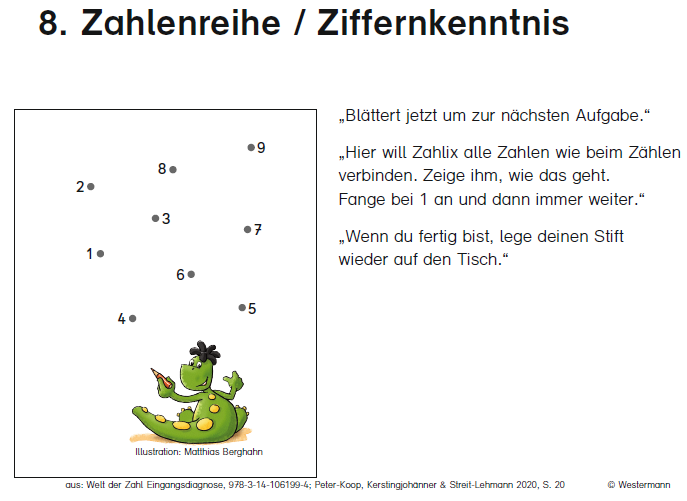 8. Zahlenreihe / Ziffernkenntnis
„Blättert jetzt um zur nächsten Aufgabe.“
9
8
2
3
7
1
6
5
4
„Hier will Zahlix alle Zahlen wie beim Zählen
verbinden. Zeige ihm, wie das geht.
Fange bei 1 an und dann immer weiter.“
„Wenn du fertig bist, lege deinen Stift
wieder auf den Tisch.“
Illustration: Matthias Berghahn
aus: Welt der Zahl Eingangsdiagnose, 978-3-14-106199-4; Peter-Koop, Kerstingjohänner & Streit-Lehmann 2020, S. 20
© Westermann